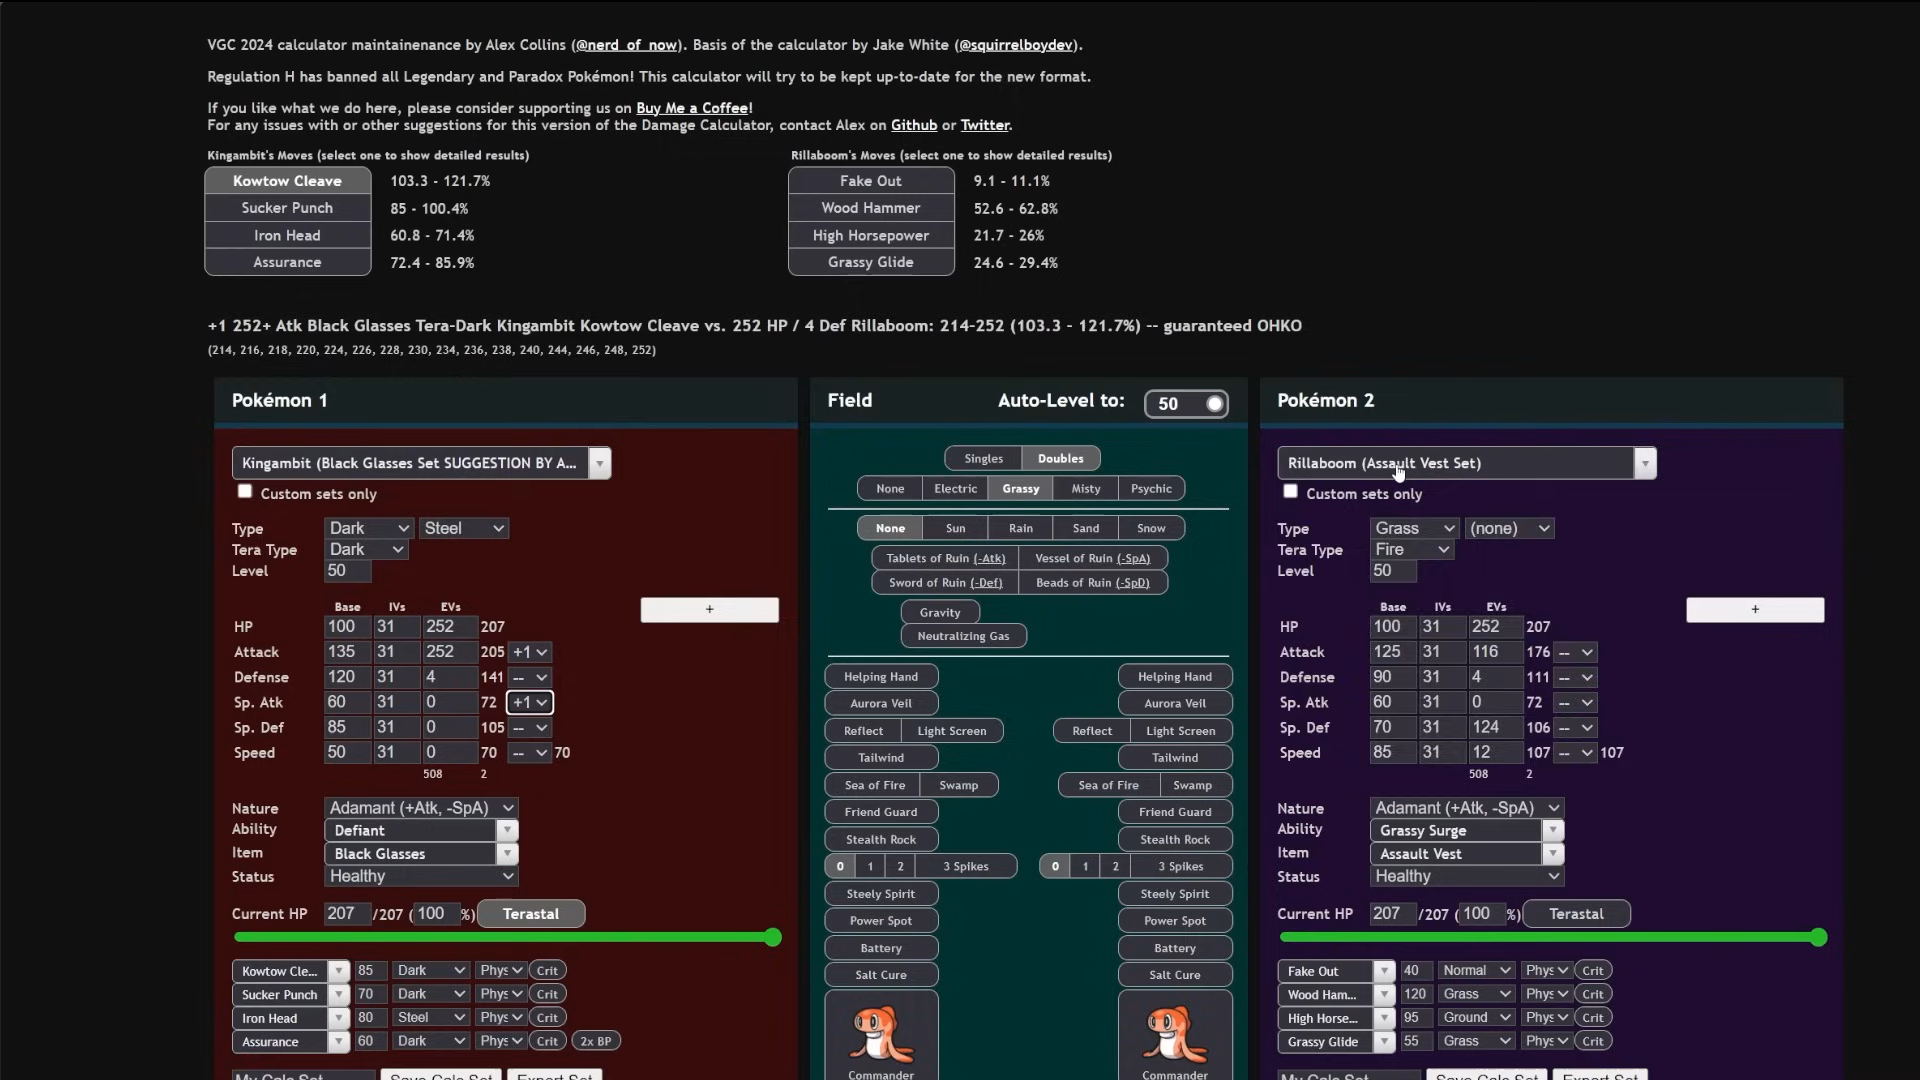 VGC 2024 calculator maintainenance by Alex Collins (@nerd_of_now). Basis of the calculator by Jake White (@squirrelboydev).
Regulation H has banned all Legendary and Paradox Pokémon! This calculator will try to be kept up-to-date for the new format.
If you like what we do here, please consider supporting us on Buy Me a Coffee!
For any issues with or other suggestions for this version of the Damage Calculator, contact Alex on Github or Twitter.
Kingambit's Moves (select one to show detailed results)
Kowtow Cleave 103.3 - 121.7%
Sucker Punch 85 - 100.4%
Iron Head 60.8 - 71.4%
Assurance 72.4 - 85.9%
Rillaboom's Moves (select one to show detailed results)
Fake Out 9.1 - 11.1%
Wood Hammer 52.6 - 62.8%
High Horsepower 21.7 - 26%
Grassy Glide 24.6 - 29.4%
+1 252+ Atk Black Glasses Tera-Dark Kingambit Kowtow Cleave vs. 252 HP / 4 Def Rillaboom: 214-252 (103.3 - 121.7%) -- guaranteed OHKO
(214, 216, 218, 220, 224, 226, 228, 230, 234, 236, 238, 240, 244, 246, 248, 252)
Pokémon 1
Kingambit (Black Glasses Set SUGGESTION BY A...
Custom sets only
Type Dark Steel
Tera Type Dark
Level 50
+
Base IVs EVs
HP 100 31 252 207
Attack 135 31 252 205 +1
Defense 120 31 4 141 --
Sp. Atk 60 31 0 72 +1
Sp. Def 85 31 0 105 --
Speed 50 31 0 70 -- 70
508 2
Nature Adamant (+Atk, -SpA)
Ability Defiant
Item Black Glasses
Status Healthy
Current HP 207 /207 (100 %) Terastal
Kowtow Cle... 85 Dark Phys Crit
Sucker Punch 70 Dark Phys Crit
Iron Head 80 Steel Phys Crit
Assurance 60 Dark Phys Crit 2x BP
My Calc Set Save Calc Set Export Set
Field Auto-Level to: 50
Singles Doubles
None Electric Grassy Misty Psychic
None Sun Rain Sand Snow
Tablets of Ruin (-Atk) Vessel of Ruin (-SpA)
Sword of Ruin (-Def) Beads of Ruin (-SpD)
Gravity
Neutralizing Gas
Helping Hand Helping Hand
Aurora Veil Aurora Veil
Reflect Light Screen Reflect Light Screen
Tailwind Tailwind
Sea of Fire Swamp Sea of Fire Swamp
Friend Guard Friend Guard
Stealth Rock Stealth Rock
0 1 2 3 Spikes 0 1 2 3 Spikes
Steely Spirit Steely Spirit
Power Spot Power Spot
Battery Battery
Salt Cure Salt Cure
Commander Commander
Pokémon 2
Rillaboom (Assault Vest Set)
Custom sets only
Type Grass (none)
Tera Type Fire
Level 50
+
Base IVs EVs
HP 100 31 252 207
Attack 125 31 116 176 --
Defense 90 31 4 111 --
Sp. Atk 60 31 0 72 --
Sp. Def 70 31 124 106 --
Speed 85 31 12 107 -- 107
508 2
Nature Adamant (+Atk, -SpA)
Ability Grassy Surge
Item Assault Vest
Status Healthy
Current HP 207 /207 (100 %) Terastal
Fake Out 40 Normal Phys Crit
Wood Ham... 120 Grass Phys Crit
High Horse... 95 Ground Phys Crit
Grassy Glide 55 Grass Phys Crit
My Calc Set Save Calc Set Export Set